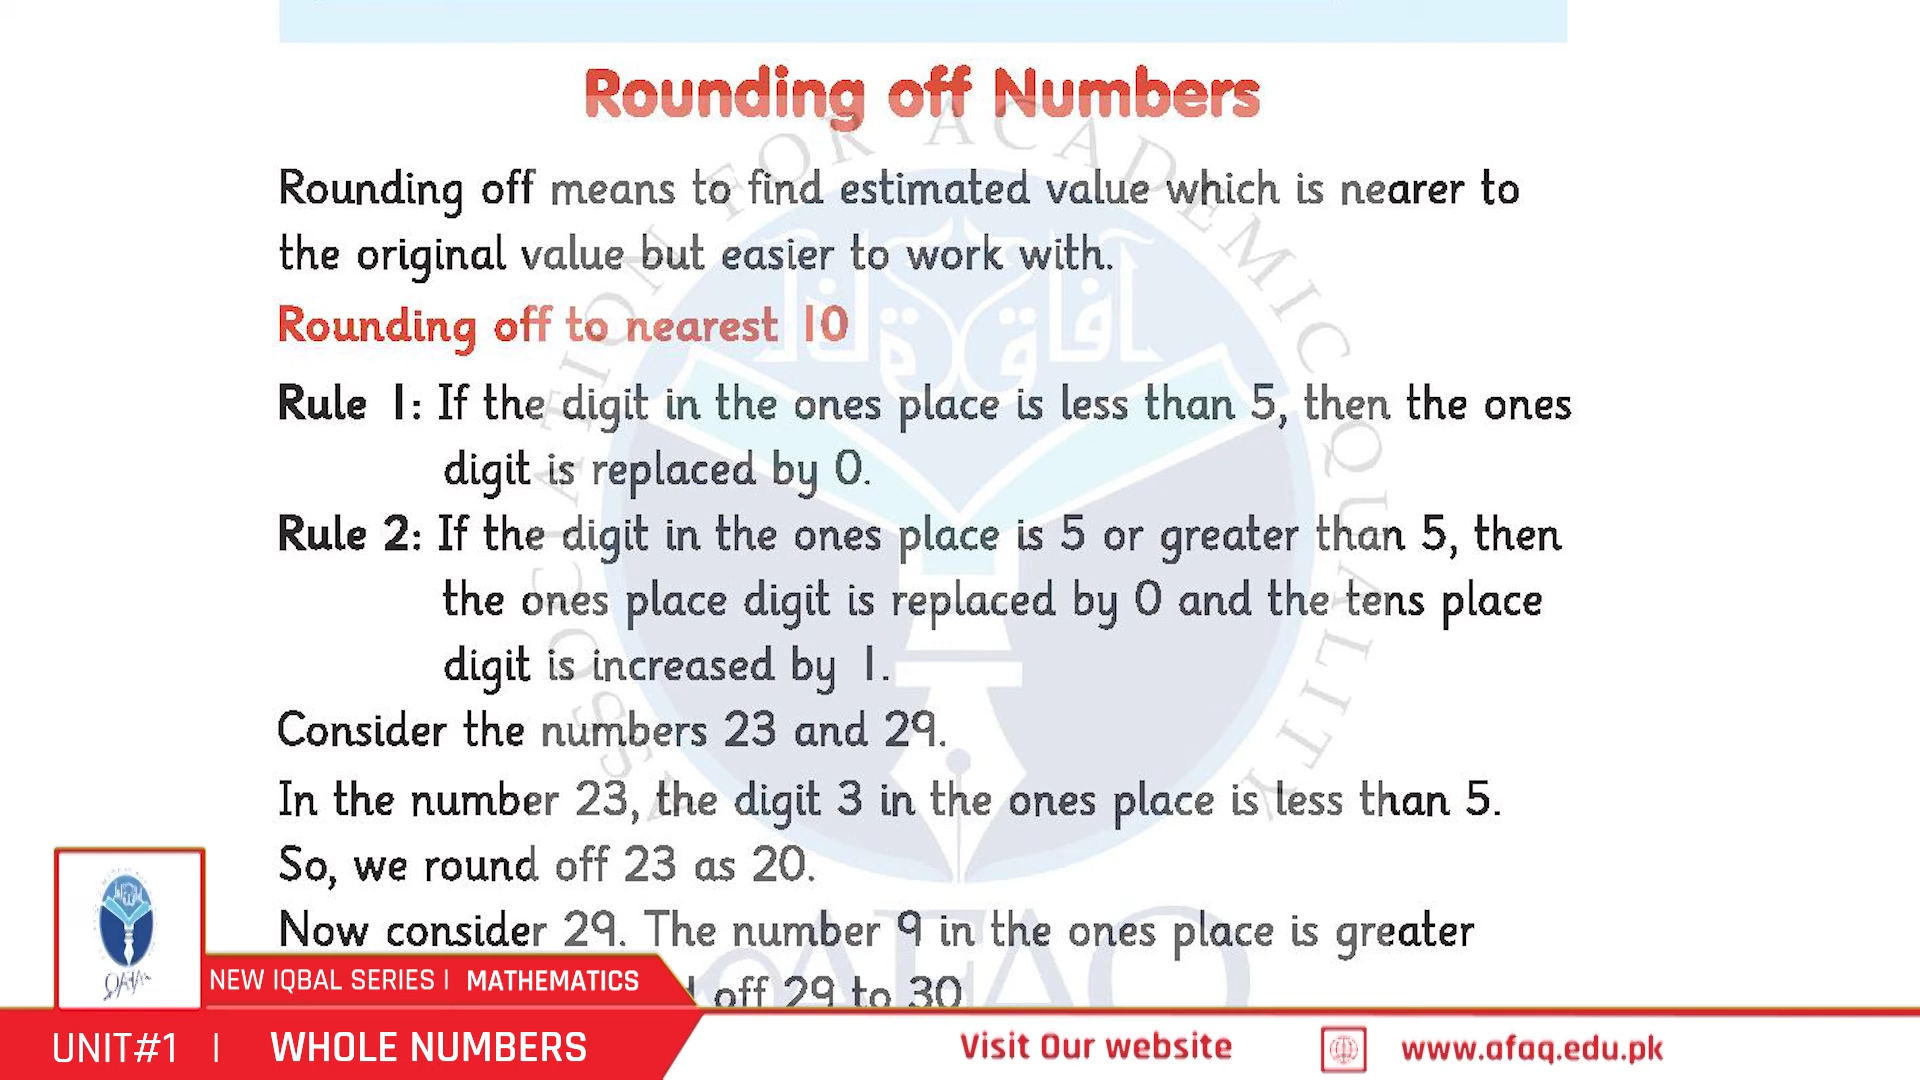 Rounding off Numbers
Rounding off means to find estimated value which is nearer to
the original value but easier to work with.
Rounding off to nearest 10
Rule 1: If the digit in the ones place is less than 5, then the ones
digit is replaced by 0.
Rule 2: If the digit in the ones place is 5 or greater than 5, then
the ones place digit is replaced by 0 and the tens place
digit is increased by 1.
Consider the numbers 23 and 29.
In the number 23, the digit 3 in the ones place is less than 5.
So, we round off 23 as 20.
Now consider 29. The number 9 in the ones place is greater
off 29 to 30
ASSOCIATION FOR ACADEMIC QUALITY
آفاق
AFAQ
NEW IQBAL SERIES | MATHEMATICS
UNIT#1 | WHOLE NUMBERS
Visit Our website
www.afaq.edu.pk